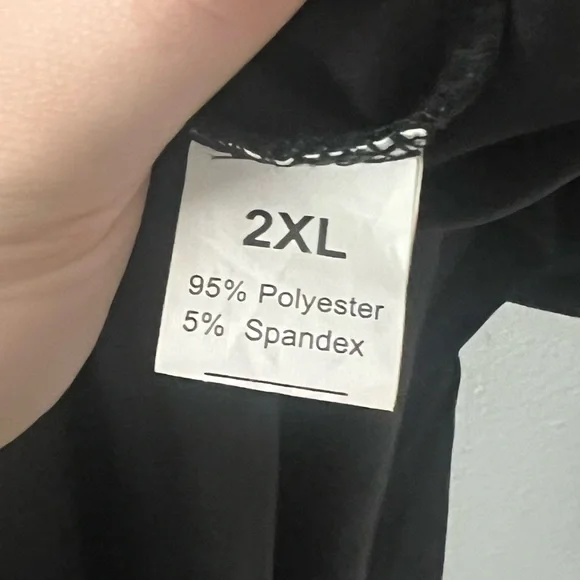 2XL
95% Polyester
5% Spandex